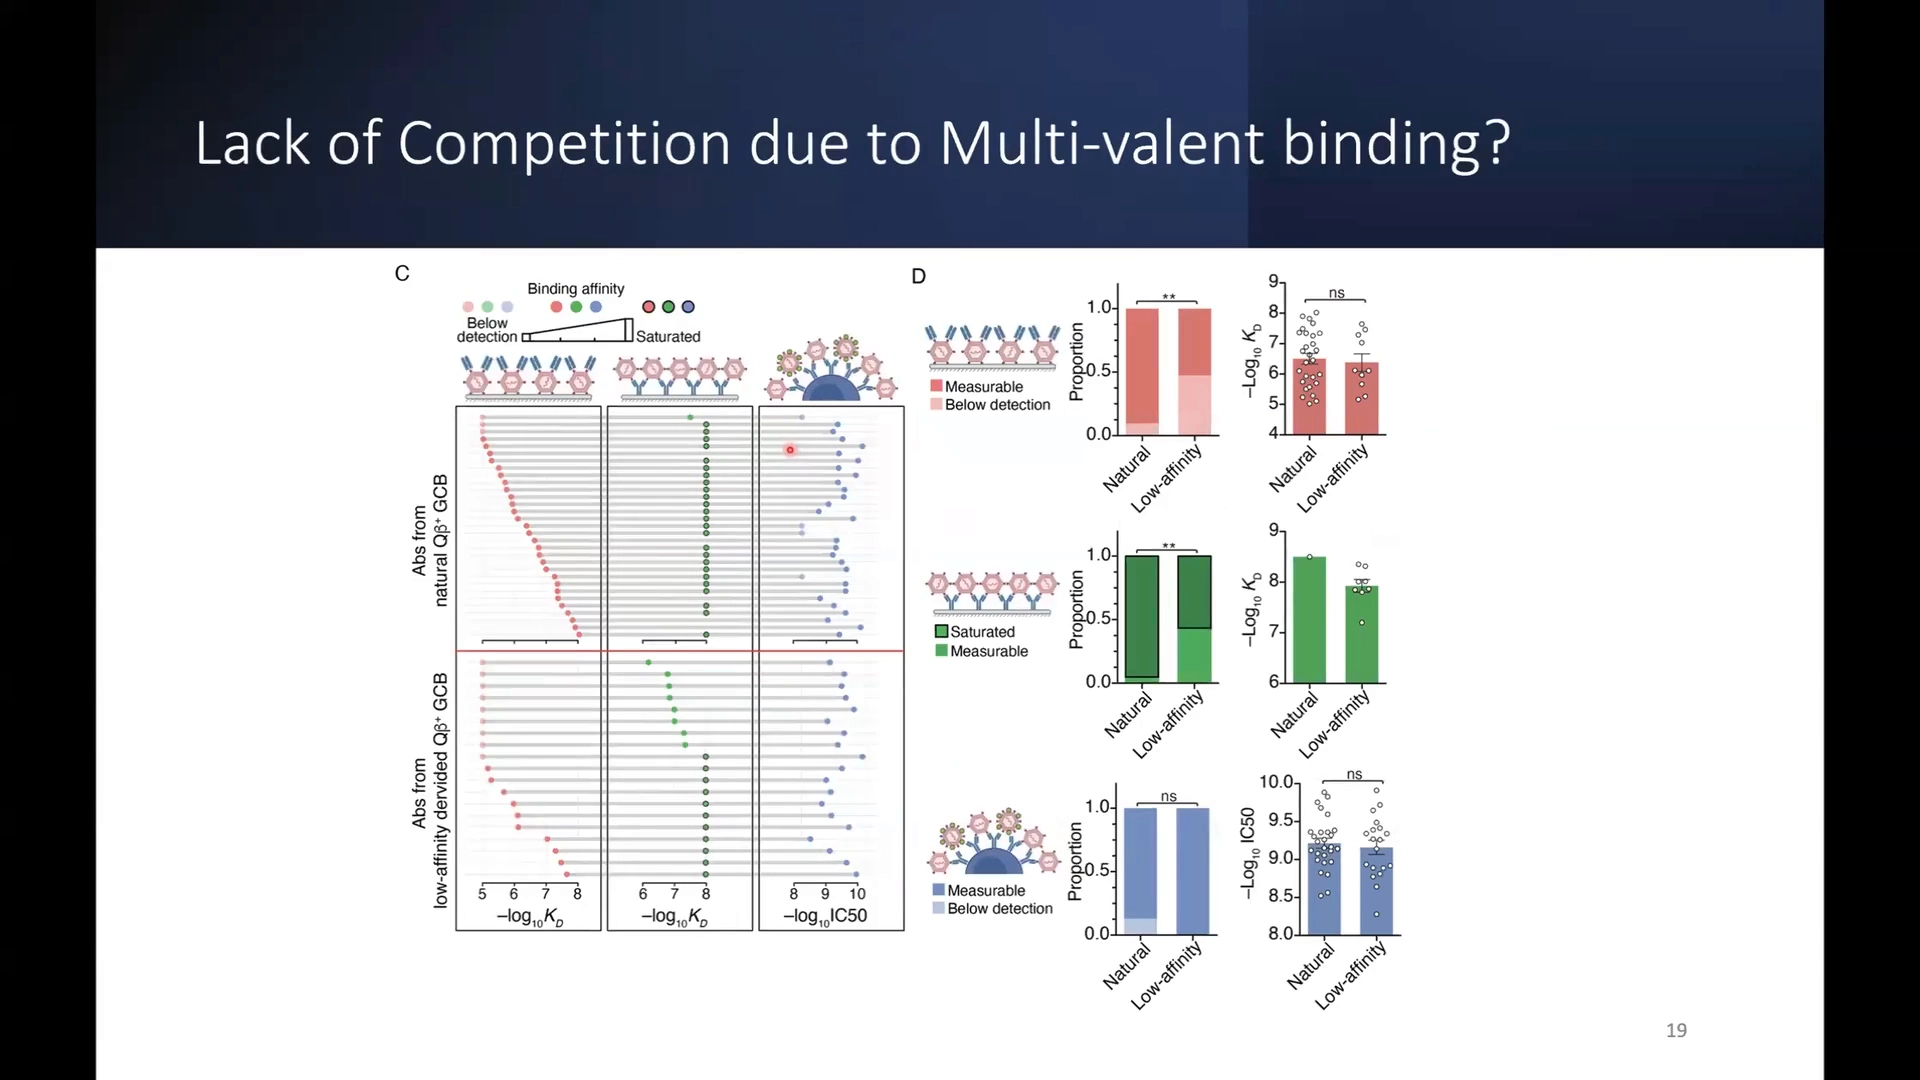 Lack of Competition due to Multi-valent binding?
C
Binding affinity
Below
detection
Saturated
Abs from
natural Qβ⁺ GCB
Abs from
low-affinity dervided Qβ⁺ GCB
5 6 7 8
–log₁₀K_D
6 7 8
–log₁₀K_D
8 9 10
–log₁₀IC50
D
Measurable
Below detection
Proportion
1.0
0.5
0.0
**
Natural
Low-affinity
–Log₁₀ K_D
9
8
7
6
5
4
ns
Natural
Low-affinity
Saturated
Measurable
Proportion
1.0
0.5
0.0
**
Natural
Low-affinity
–Log₁₀ K_D
9
8
7
6
Natural
Low-affinity
Measurable
Below detection
Proportion
1.0
0.5
0.0
ns
Natural
Low-affinity
–Log₁₀ IC50
10.0
9.5
9.0
8.5
8.0
ns
Natural
Low-affinity
19